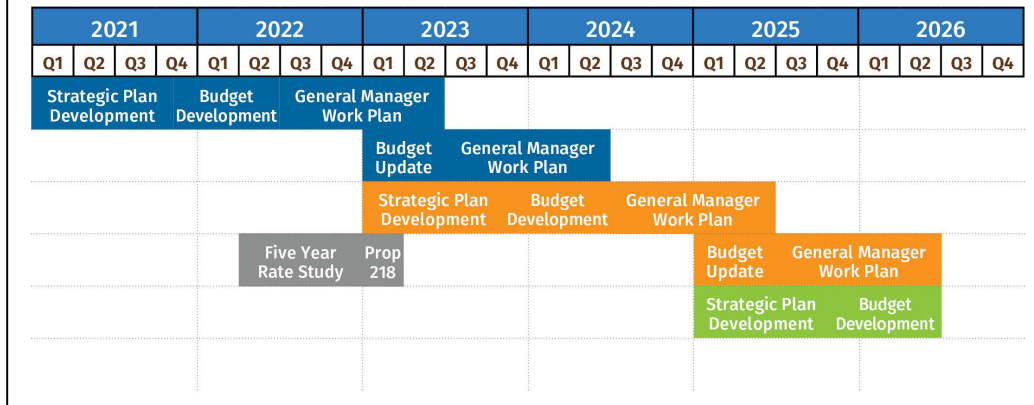 2021 2022 2023 2024 2025 2026
Q1 Q2 Q3 Q4 Q1 Q2 Q3 Q4 Q1 Q2 Q3 Q4 Q1 Q2 Q3 Q4 Q1 Q2 Q3 Q4 Q1 Q2 Q3 Q4
Strategic Plan Budget General Manager
Development Development Work Plan
Budget General Manager
Update Work Plan
Strategic Plan Budget General Manager
Development Development Work Plan
Five Year Prop Budget General Manager
Rate Study 218 Update Work Plan
Strategic Plan Budget
Development Development